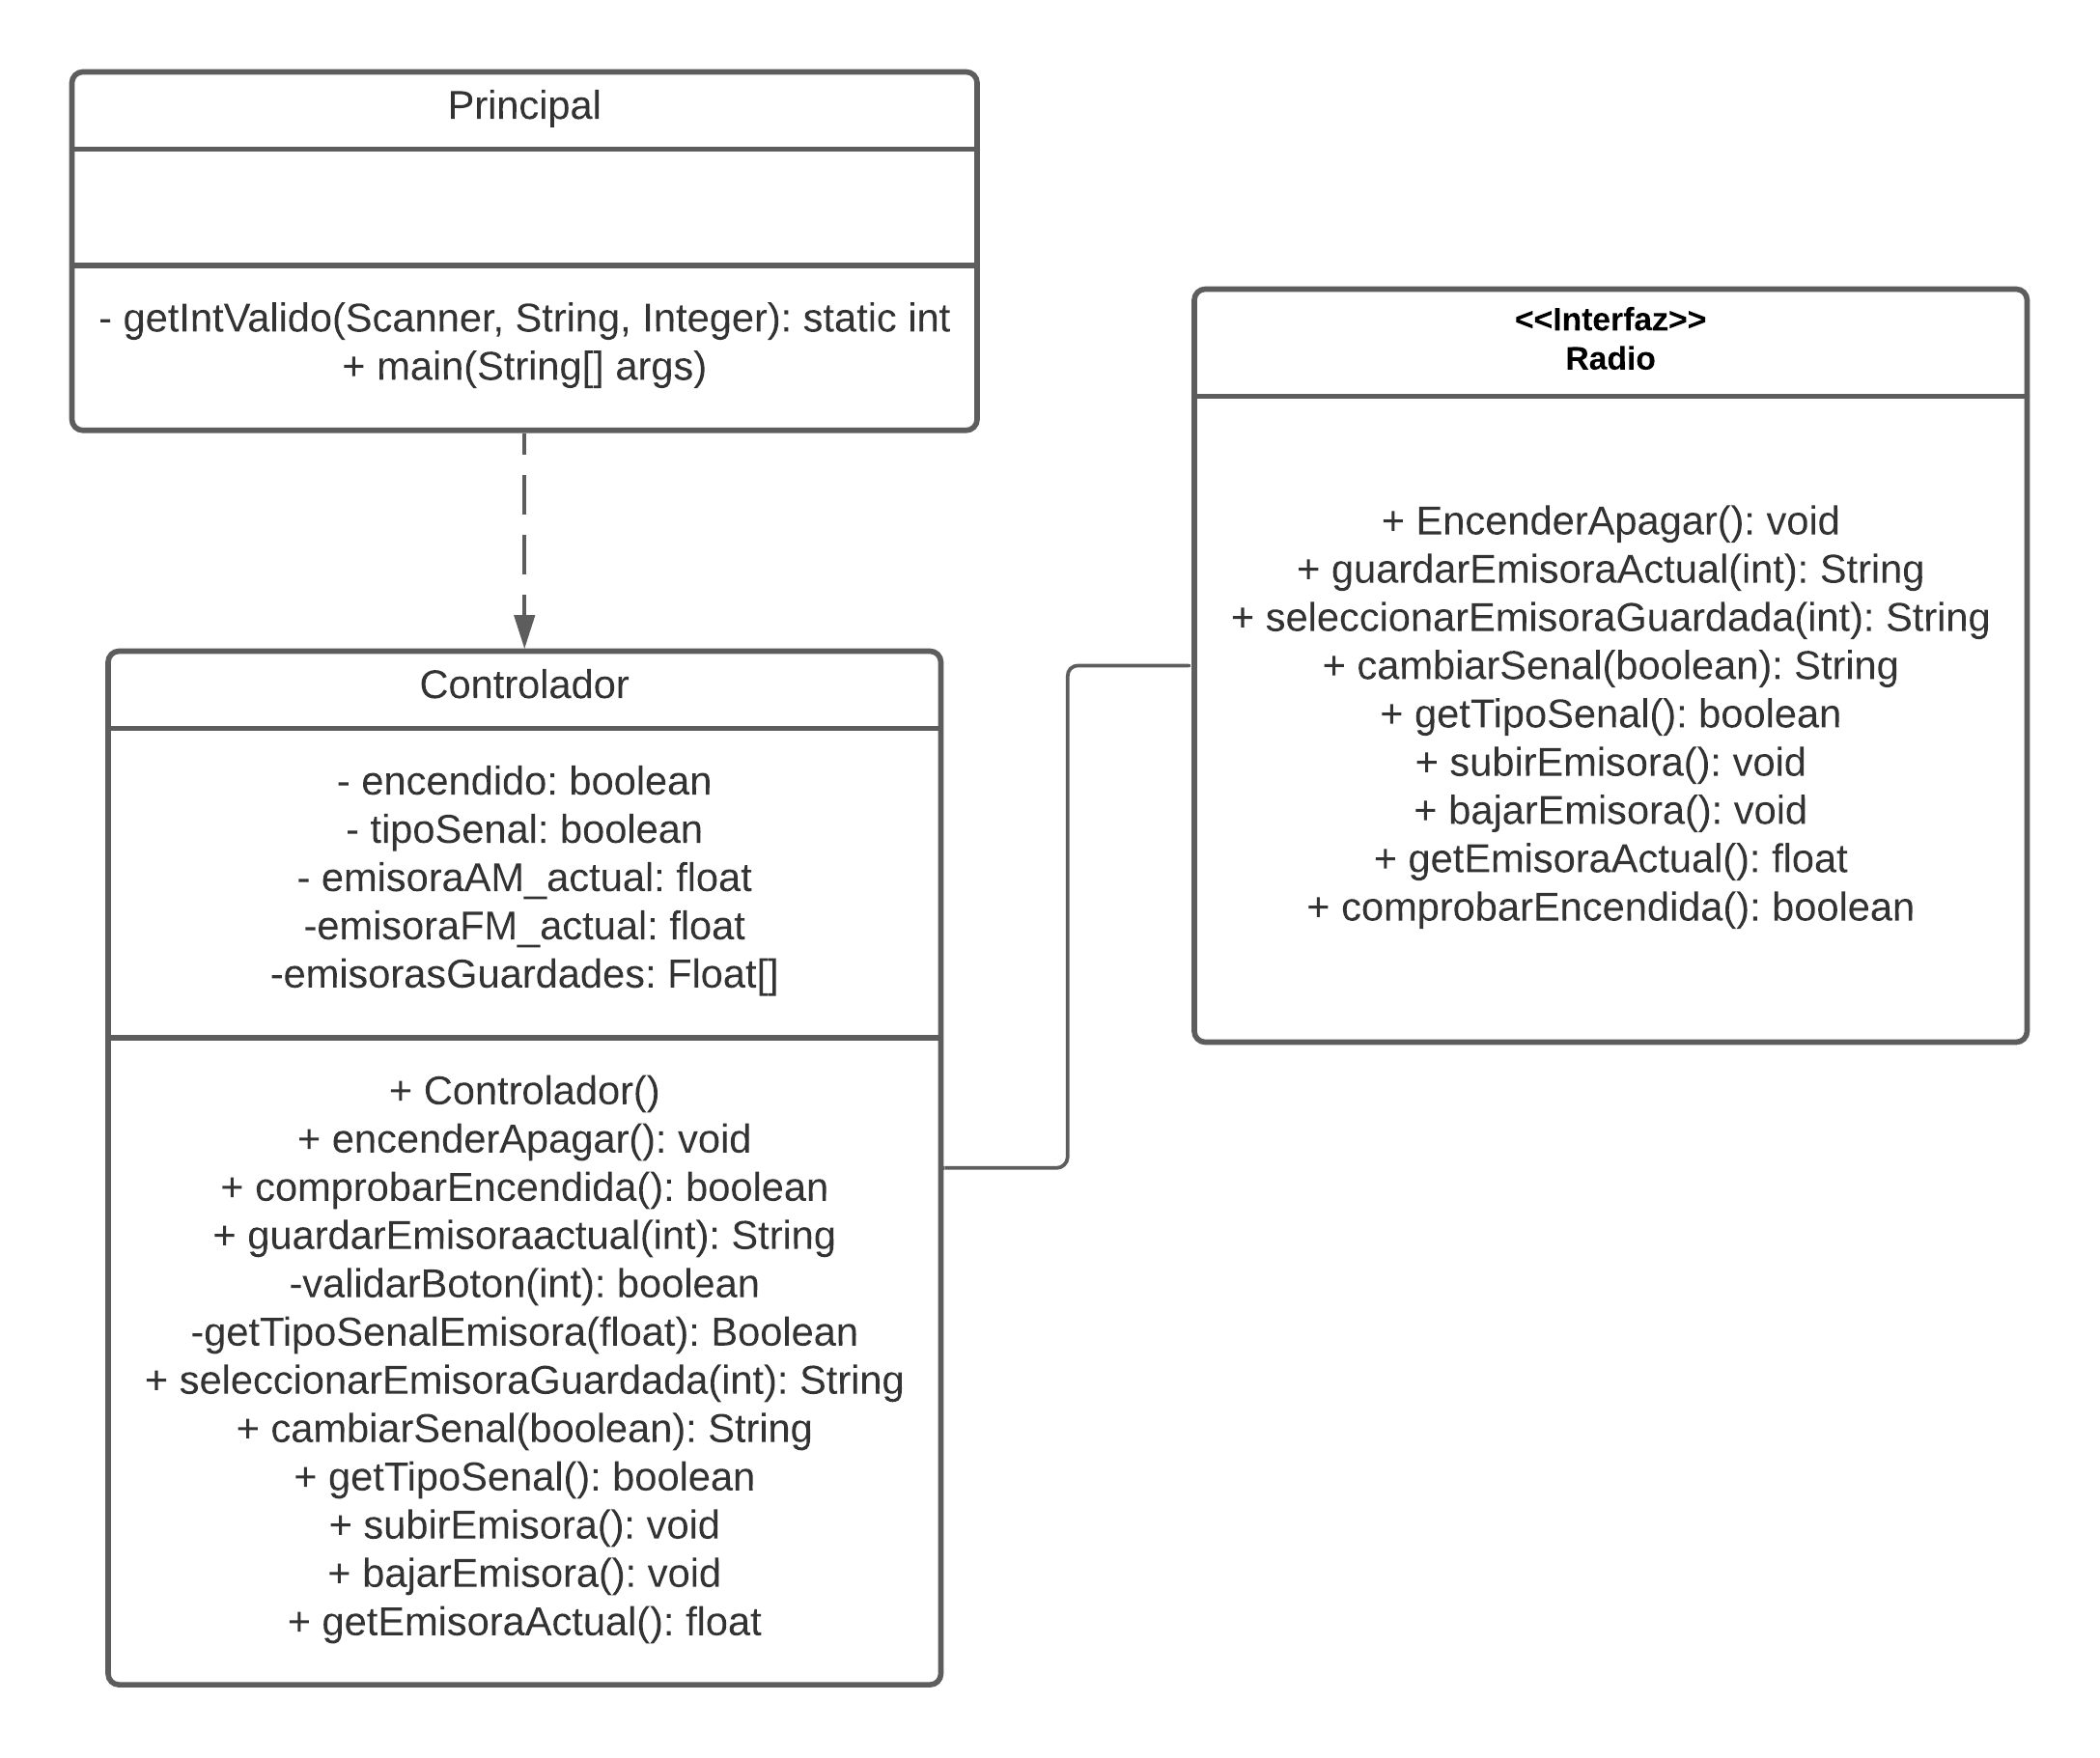 Principal
- getIntValido(Scanner, String, Integer): static int
+ main(String[] args)
<<Interfaz>>
Radio
+ EncenderApagar(): void
+ guardarEmisoraActual(int): String
+ seleccionarEmisoraGuardada(int): String
+ cambiarSenal(boolean): String
+ getTipoSenal(): boolean
+ subirEmisora(): void
+ bajarEmisora(): void
+ getEmisoraActual(): float
+ comprobarEncendida(): boolean
Controlador
- encendido: boolean
- tipoSenal: boolean
- emisoraAM_actual: float
-emisoraFM_actual: float
-emisorasGuardades: Float[]
+ Controlador()
+ encenderApagar(): void
+ comprobarEncendida(): boolean
+ guardarEmisoraactual(int): String
-validarBoton(int): boolean
-getTipoSenalEmisora(float): Boolean
+ seleccionarEmisoraGuardada(int): String
+ cambiarSenal(boolean): String
+ getTipoSenal(): boolean
+ subirEmisora(): void
+ bajarEmisora(): void
+ getEmisoraActual(): float